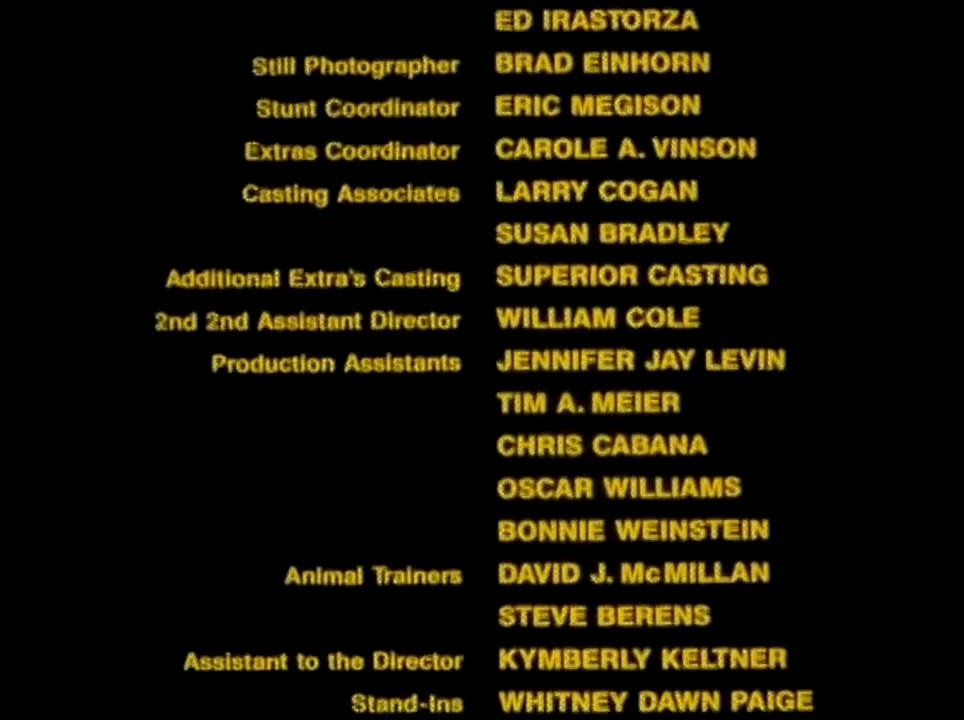 ED IRASTORZA
Still Photographer BRAD EINHORN
Stunt Coordinator ERIC MEGISON
Extras Coordinator CAROLE A. VINSON
Casting Associates LARRY COGAN
SUSAN BRADLEY
Additional Extra's Casting SUPERIOR CASTING
2nd 2nd Assistant Director WILLIAM COLE
Production Assistants JENNIFER JAY LEVIN
TIM A. MEIER
CHRIS CABANA
OSCAR WILLIAMS
BONNIE WEINSTEIN
Animal Trainers DAVID J. McMILLAN
STEVE BERENS
Assistant to the Director KYMBERLY KELTNER
Stand-Ins WHITNEY DAWN PAIGE